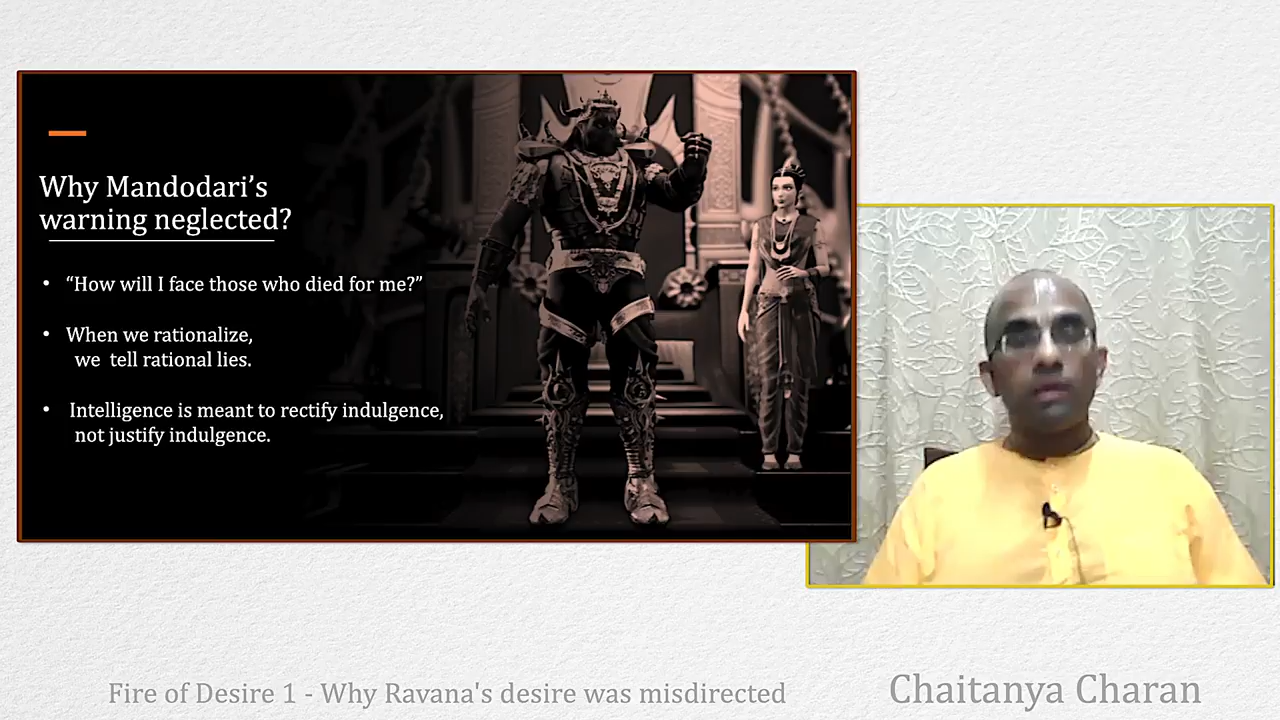 Why Mandodari’s
warning neglected?
• “How will I face those who died for me?”
• When we rationalize,
we tell rational lies.
• Intelligence is meant to rectify indulgence,
not justify indulgence.
Fire of Desire 1 - Why Ravana's desire was misdirected
Chaitanya Charan